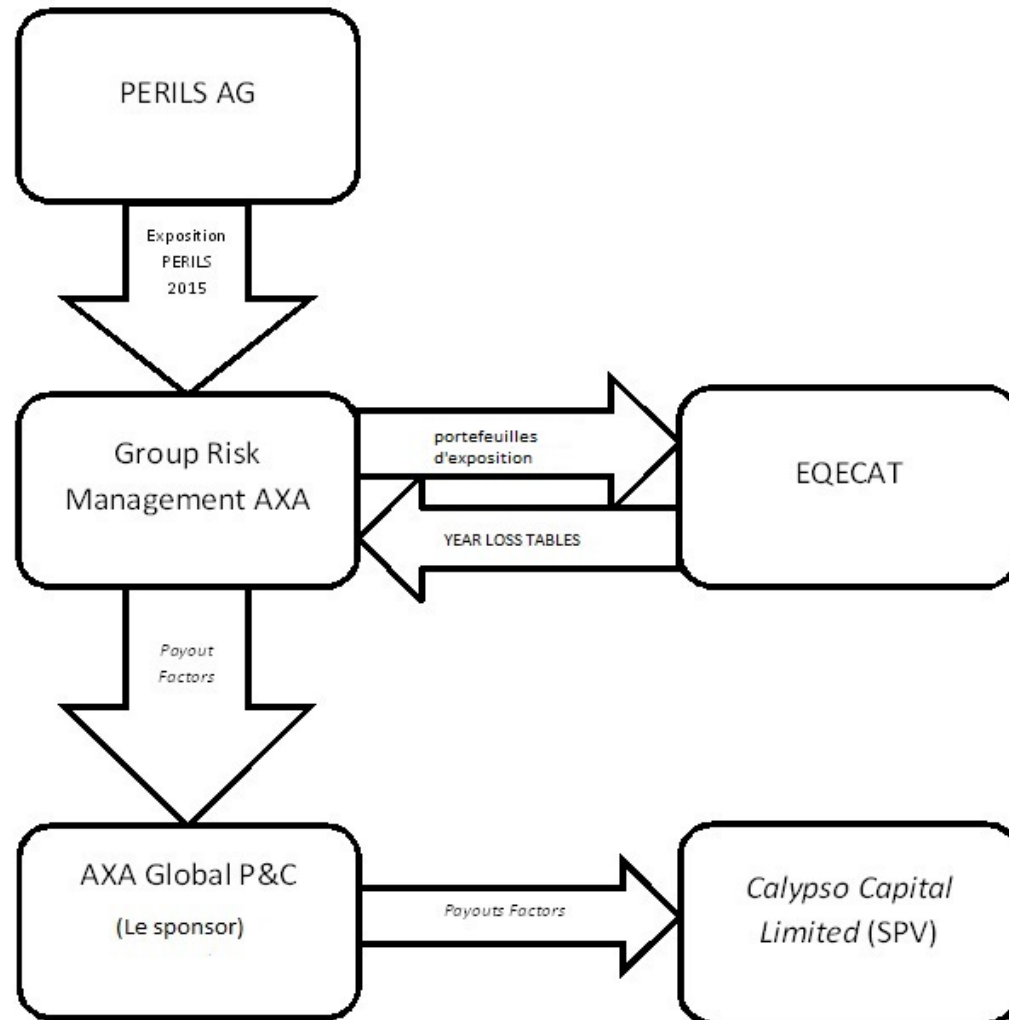 PERILS AG
Exposition
PERILS
2015
Group Risk
Management AXA
portefeuilles
d'exposition
EQECAT
YEAR LOSS TABLES
Payout
Factors
AXA Global P&C
(Le sponsor)
Payouts Factors
Calypso Capital
Limited (SPV)